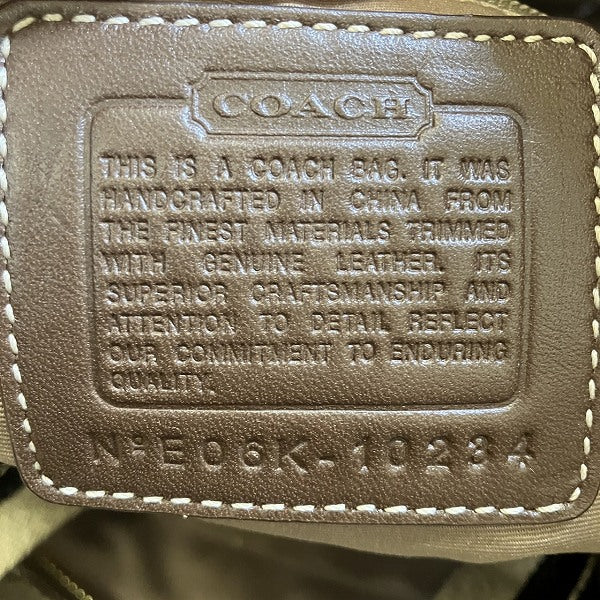 COACH
THIS IS A COACH BAG. IT WAS
HANDCRAFTED IN CHINA FROM
THE FINEST MATERIALS TRIMMED
WITH GENUINE LEATHER. ITS
SUPERIOR CRAFTSMANSHIP AND
ATTENTION TO DETAIL REFLECT
OUR COMMITMENT TO ENDURING
QUALITY.
Nº E06K-10234